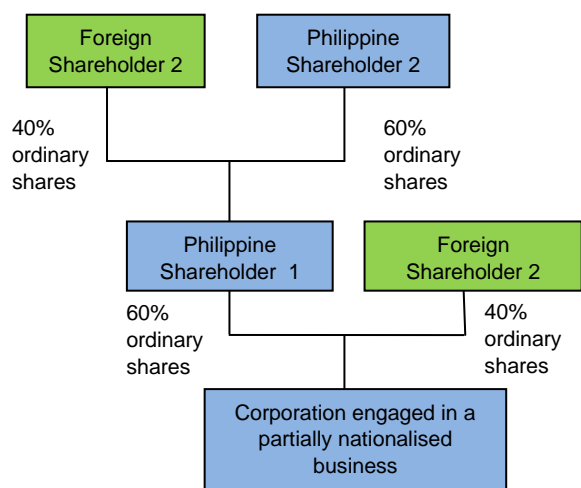 Foreign
Shareholder 2
Philippine
Shareholder 2
40%
ordinary
shares
60%
ordinary
shares
Philippine
Shareholder 1
Foreign
Shareholder 2
60%
ordinary
shares
40%
ordinary
shares
Corporation engaged in a
partially nationalised
business